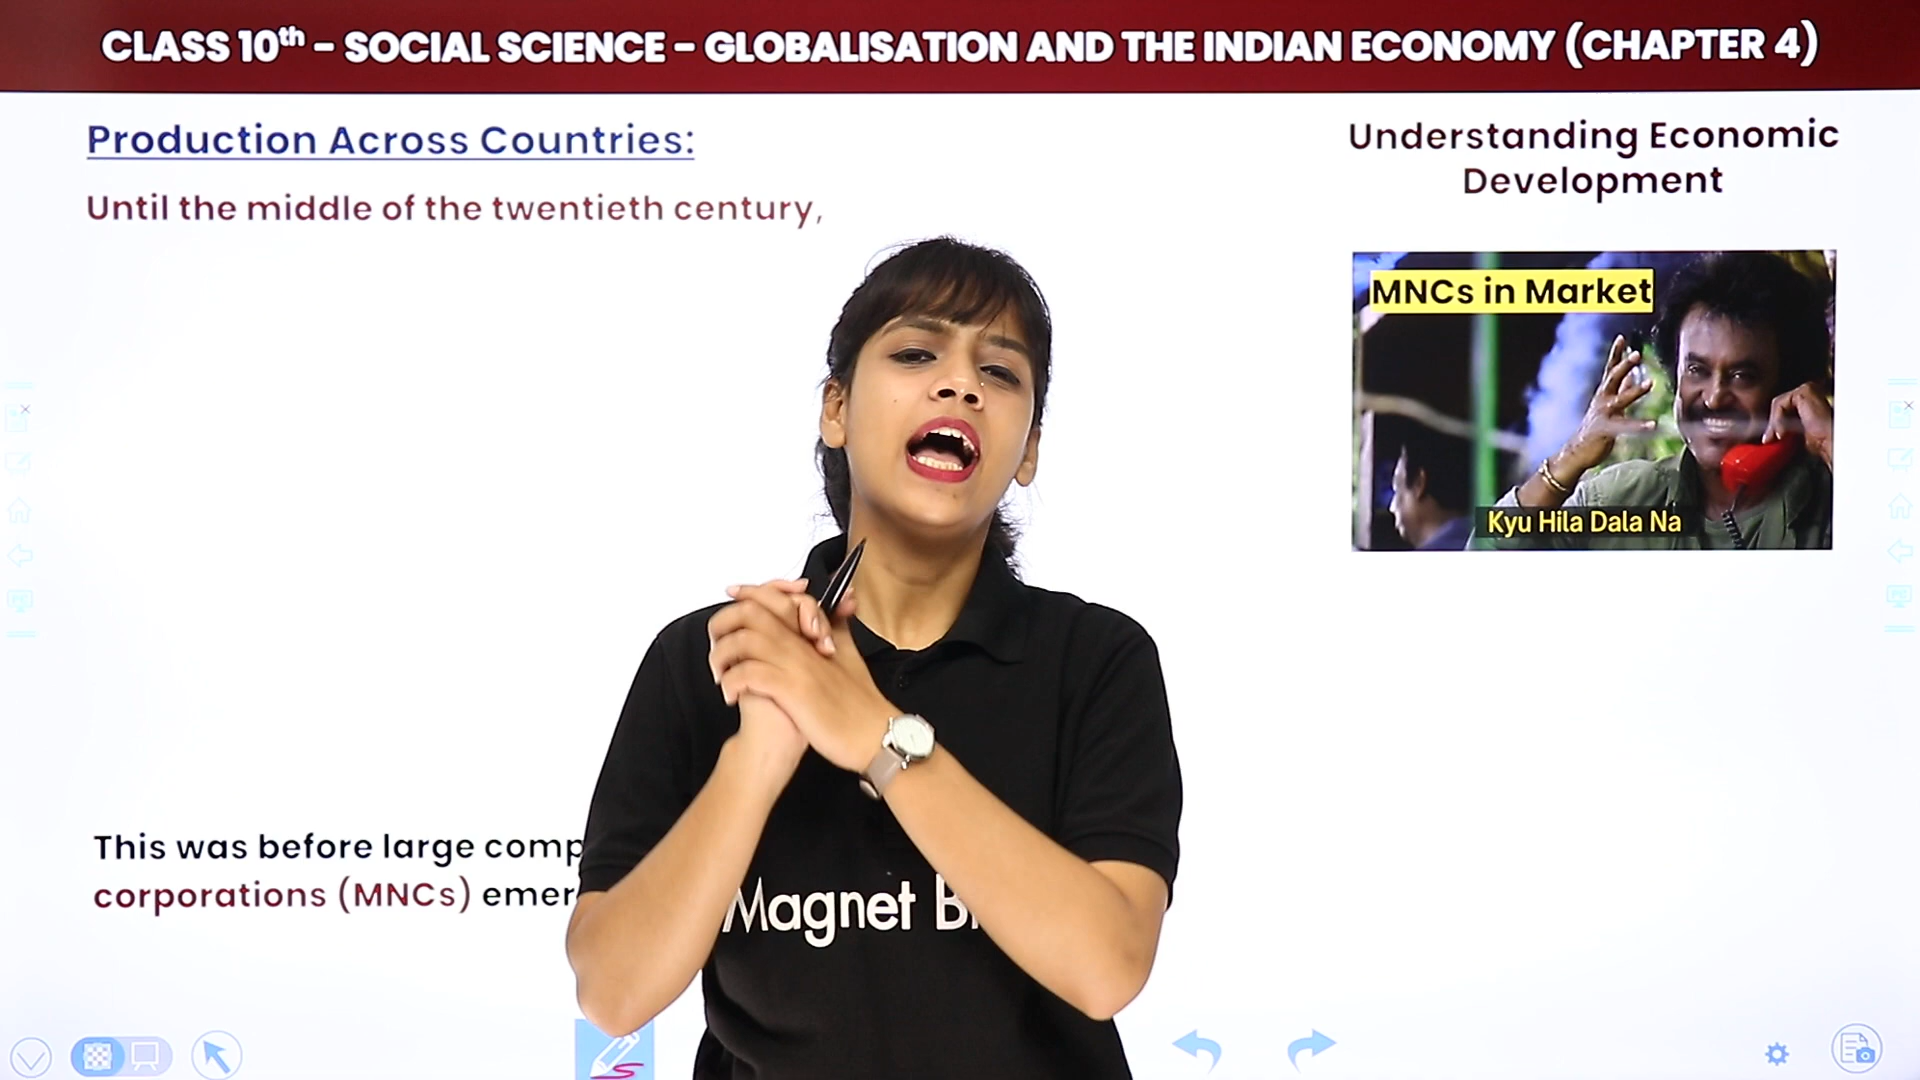 CLASS 10th – SOCIAL SCIENCE – GLOBALISATION AND THE INDIAN ECONOMY (CHAPTER 4)
Production Across Countries:
Until the middle of the twentieth century,
Understanding Economic
Development
MNCs in Market
Kyu Hila Dala Na
This was before large
corporations (MNCs)
Magnet